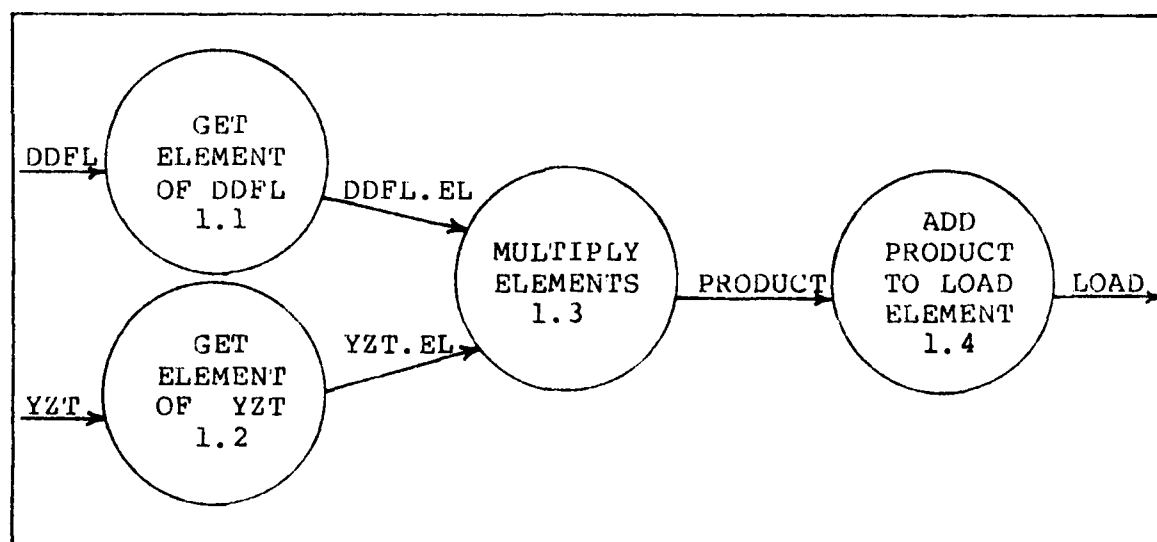 DDFL
GET
ELEMENT
OF DDFL
1.1
DDFL.EL
YZT
GET
ELEMENT
OF YZT
1.2
YZT.EL
MULTIPLY
ELEMENTS
1.3
PRODUCT
ADD
PRODUCT
TO LOAD
ELEMENT
1.4
LOAD